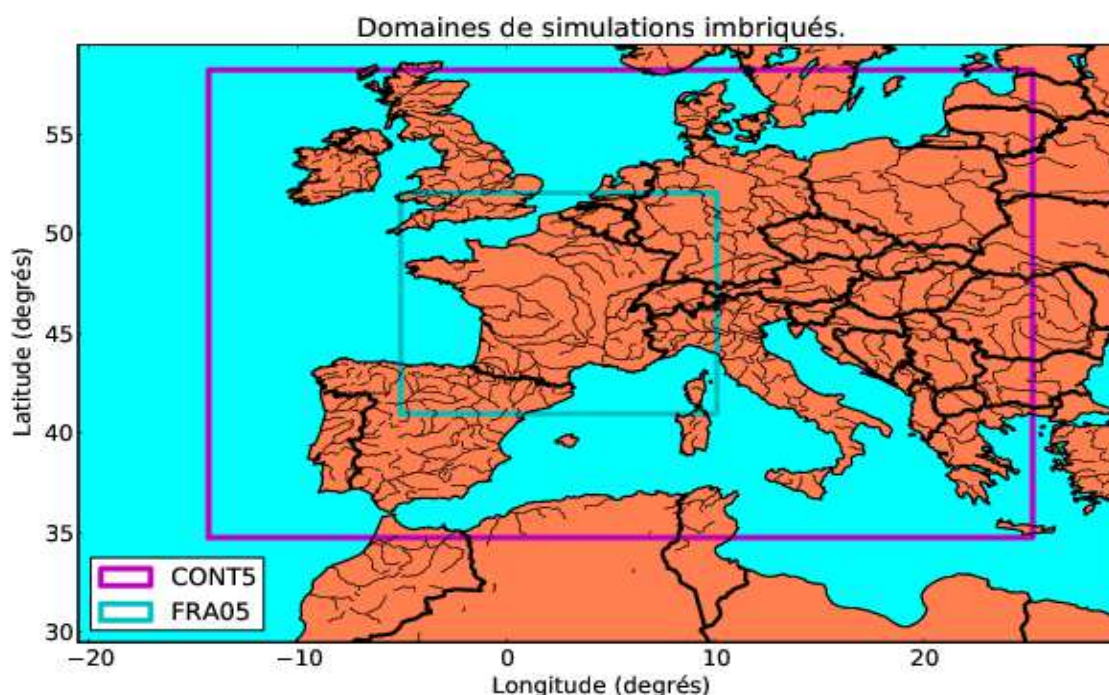 Domaines de simulations imbriqués.
Latitude (degrés)
55
50
45
40
35
30
CONT5
FRA05
−20
−10
0
10
20
Longitude (degrés)